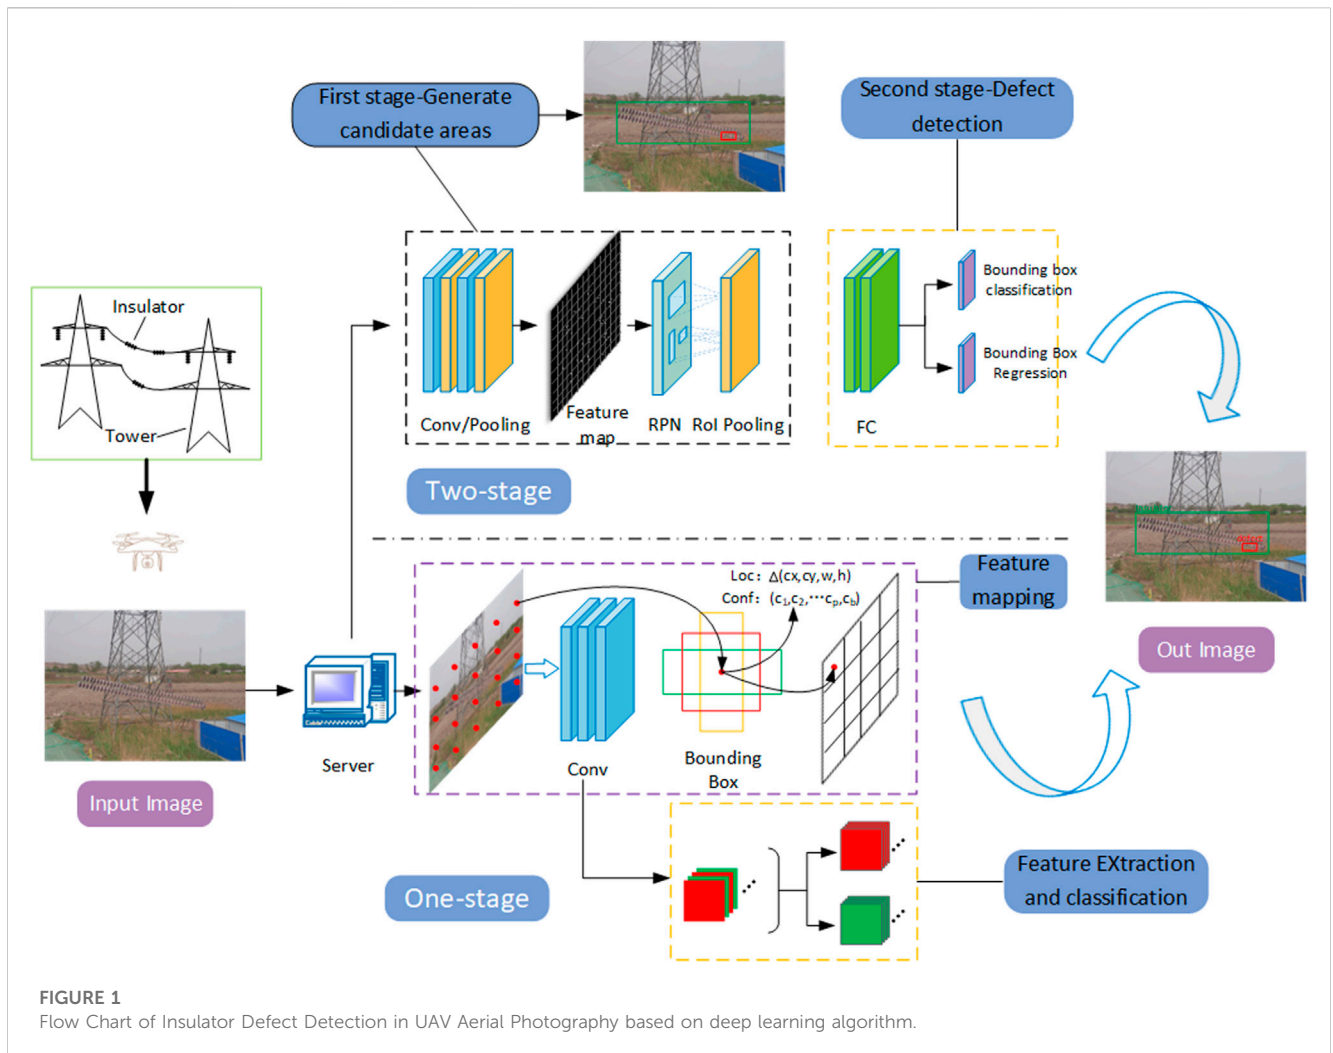 First stage-Generate
candidate areas
Second stage-Defect
detection
Insulator
Tower
Conv/Pooling
Feature
map
RPN
RoI Pooling
FC
Bounding box
classification
Bounding Box
Regression
Two-stage
defect
Loc: Δ(cx,cy,w,h)
Conf: (c₁,c₂,⋯cₚ,c_b)
Feature
mapping
Out Image
Input Image
Server
Conv
Bounding
Box
One-stage
Feature EXtraction
and classification
FIGURE 1
Flow Chart of Insulator Defect Detection in UAV Aerial Photography based on deep learning algorithm.